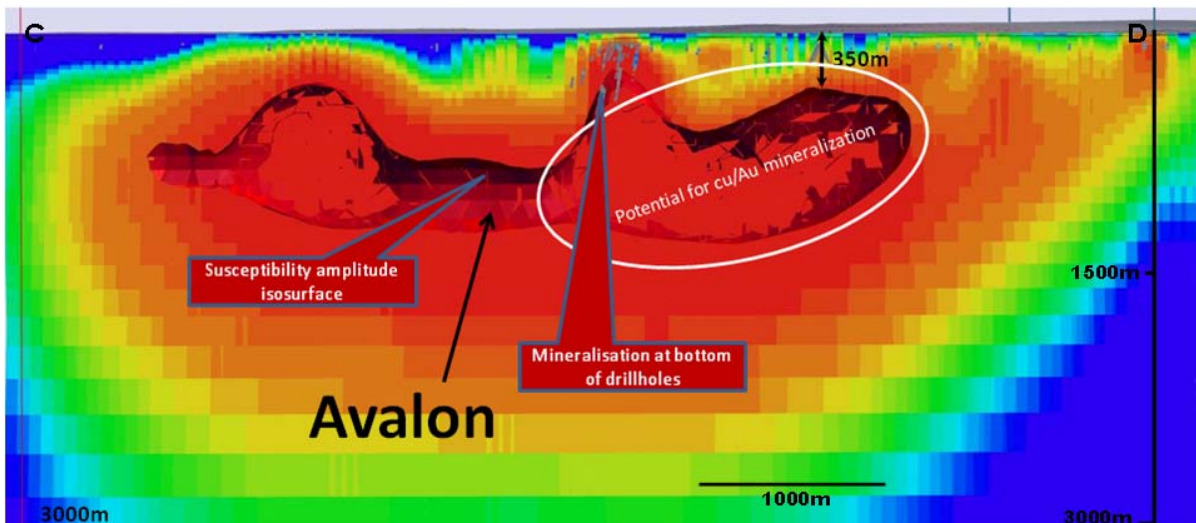 C
D
350m
Potential for cu/Au mineralization
Susceptibility amplitude
isosurface
1500m
Mineralisation at bottom
of drillholes
Avalon
1000m
3000m
3000m